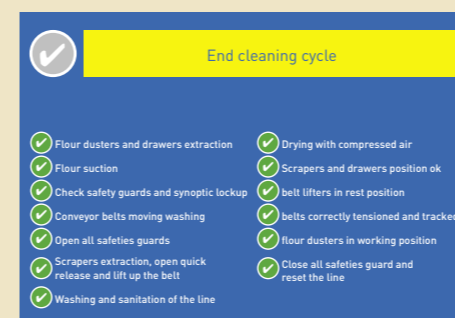 End cleaning cycle
Flour dusters and drawers extraction
Flour suction
Check safety guards and synoptic lockup
Conveyor belts moving washing
Open all safeties guards
Scrapers extraction, open quick
release and lift up the belt
Washing and sanitation of the line
Drying with compressed air
Scrapers and drawers position ok
belt lifters in rest position
belts correctly tensioned and tracked
flour dusters in working position
Close all safeties guard and
reset the line